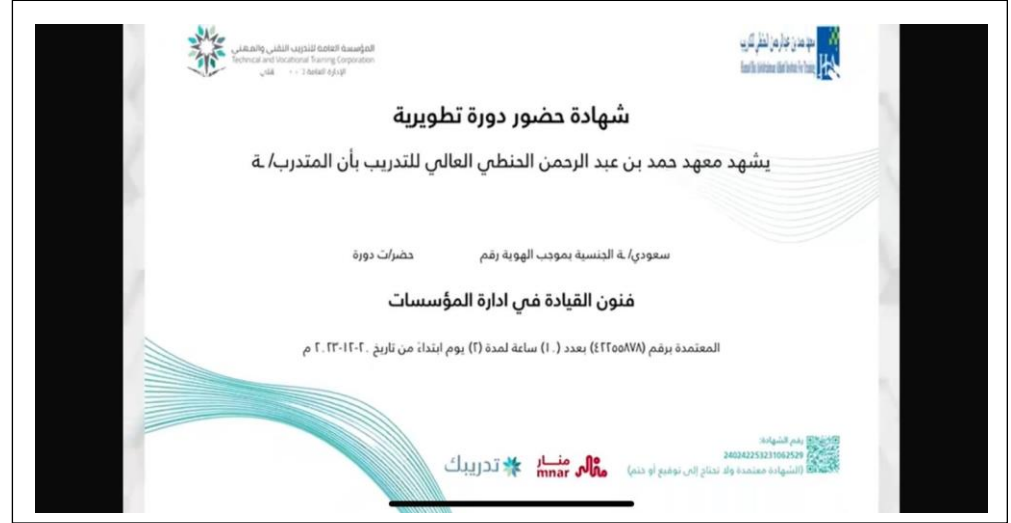 المؤسسة العامة للتدريب التقني والمهني
Technical and Vocational Training Corporation
شهادة حضور دورة تطويرية
يشهد معهد حمد بن عبد الرحمن الحنطي العالي للتدريب بأن المتدرب/ـة
سعودي/ـة الجنسية بموجب الهوية رقم حضر/ت دورة
فنون القيادة في ادارة المؤسسات
المعتمدة برقم (٤٢٢٥٥٨٧٨) بعدد (١٠) ساعة لمدة (٢) يوم ابتداءً من تاريخ ٢٠-١٢-٢٠٢٣ م
رقم الشهادة:
240242253231062529
(الشهادة معتمدة ولا تحتاج إلى توقيع أو ختم)
منـار
mnar
تدريبك